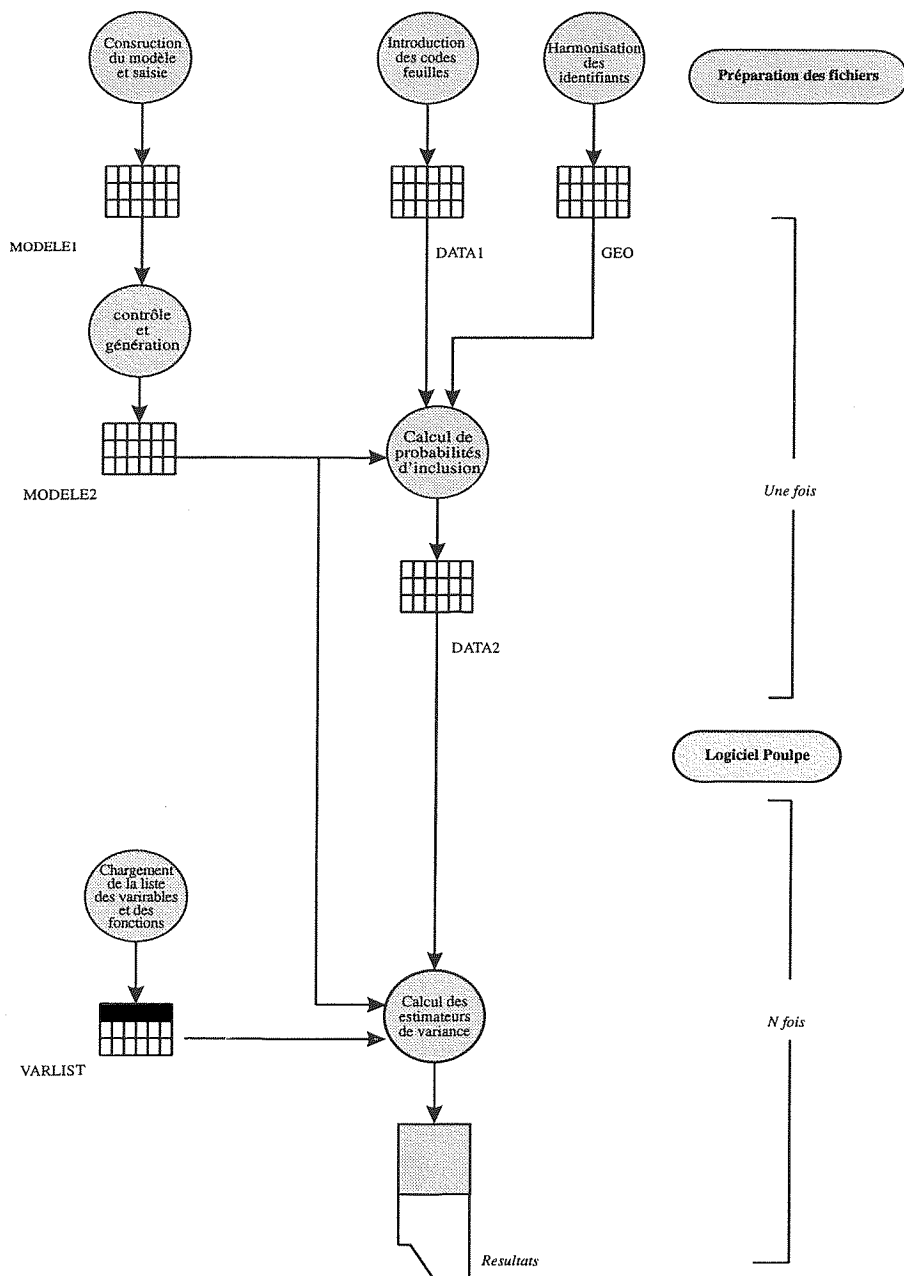 Consruction
du modèle
et saisie
Introduction
des codes
feuilles
Harmonisation
des
identifiants
Préparation des fichiers
MODELE1
DATA1
GEO
contrôle
et
génération
Calcul de
probabilités
d'inclusion
MODELE2
Une fois
DATA2
Logiciel Poulpe
Chargement
de la liste
des varirables
et des
fonctions
Calcul des
estimateurs
de variance
N fois
VARLIST
Resultats